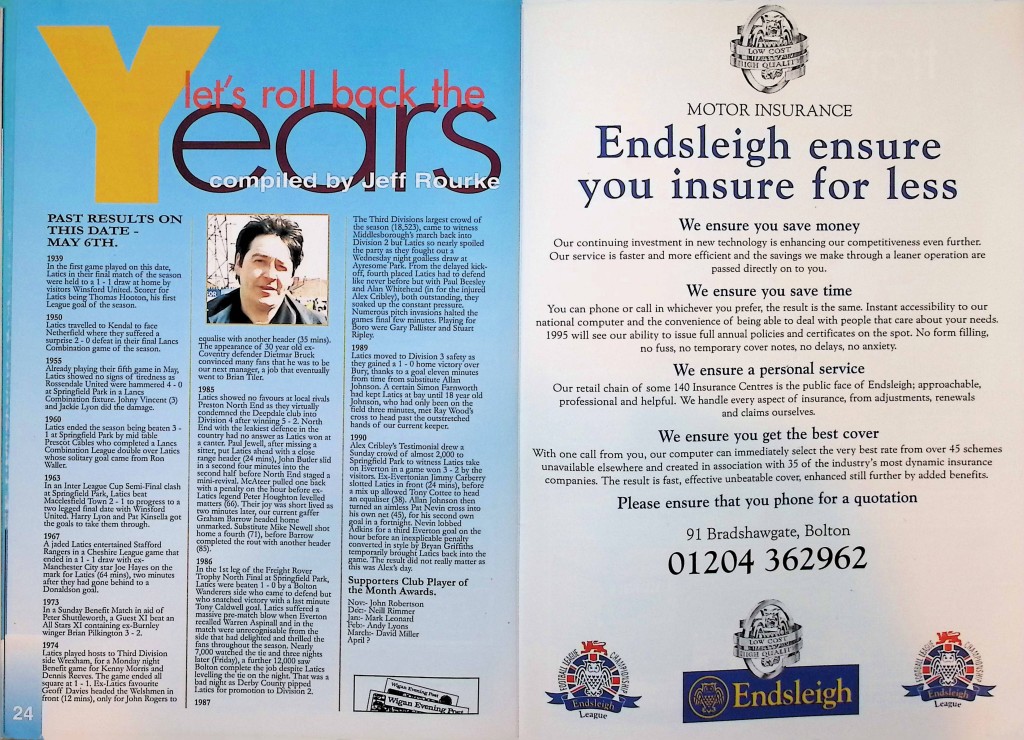 let's roll back the
Years
compiled by Jeff Rourke
PAST RESULTS ON
THIS DATE -
MAY 6TH.
1939
In the first game played on this date,
Latics in their final match of the season
were held to a 1 - 1 draw at home by
visitors Winsford United. Scorer for
Latics being Thomas Hooton, his first
League goal of the season.
1950
Latics travelled to Kendal to face
Netherfield where they suffered a
surprise 2 - 0 defeat in their final Lancs
Combination game of the season.
1955
Already playing their fifth game in May,
Latics showed no signs of tiredness as
Rossendale United were hammered 4 - 0
at Springfield Park in a Lancs
Combination fixture. Johny Vincent (3)
and Jackie Lyon did the damage.
1960
Latics ended the season being beaten 3 -
1 at Springfield Park by mid table
Prescot Cables who completed a Lancs
Combination League double over Latics
whose solitary goal came from Ron
Waller.
1963
In an Inter League Cup Semi-Final clash
at Springfield Park, Latics beat
Macclesfield Town 2 - 1 to progress to a
two legged final date with Winsford
United. Harry Lyon and Pat Kinsella got
the goals to take them through.
1967
A jaded Latics entertained Stafford
Rangers in a Cheshire League game that
ended in a 1 - 1 draw with ex-
Manchester City star Joe Hayes on the
mark for Latics (64 mins), two minutes
after they had gone behind to a
Donaldson goal.
1973
In a Sunday Benefit Match in aid of
Peter Shuttleworth, a Guest XI beat an
All Stars XI containing ex-Burnley
winger Brian Pilkington 3 - 2.
1974
Latics played hosts to Third Division
side Wrexham, for a Monday night
Benefit game for Kenny Morris and
Dennis Reeves. The game ended all
square at 1 - 1. Ex-Latics favourite
Geoff Davies headed the Welshmen in
front (12 mins), only for John Rogers to
24
equalise with another header (35 mins).
The appearance of 30 year old ex-
Coventry defender Dietmar Bruck
convinced many fans that he was to be
our next manager, a job that eventually
went to Brian Tiler.
1985
Latics showed no favours at local rivals
Preston North End as they virtually
condemned the Deepdale club into
Division 4 after winning 5 - 2. North
End with the leakiest defence in the
country had no answer as Latics won at
a canter. Paul Jewell, after missing a
sitter, put Latics ahead with a close
range header (24 mins), John Butler slid
in a second four minutes into the
second half before North End staged a
mini-revival. McAteer pulled one back
with a penalty on the hour before ex-
Latics legend Peter Houghton levelled
matters (66). Their joy was short lived as
two minutes later, our current gaffer
Graham Barrow headed home
unmarked. Substitute Mike Newell shot
home a fourth (71), before Barrow
completed the rout with another header
(85).
1986
In the 1st leg of the Freight Rover
Trophy North Final at Springfield Park,
Latics were beaten 1 - 0 by a Bolton
Wanderers side who came to defend but
who snatched victory with a last minute
Tony Caldwell goal. Latics suffered a
massive pre-match blow when Everton
recalled Warren Aspinall and in the
match were unrecognisable from the
side that had delighted and thrilled the
fans throughout the season. Nearly
7,000 watched the tie and three nights
later (Friday), a further 12,000 saw
Bolton complete the job despite Latics
levelling the tie on the night. That was a
bad night as Derby County pipped
Latics for promotion to Division 2.
1987
The Third Divisions largest crowd of
the season (18,523), came to witness
Middlesborough's march back into
Division 2 but Latics so nearly spoiled
the party as they fought out a
Wednesday night goalless draw at
Ayresome Park. From the delayed kick-
off, fourth placed Latics had to defend
like never before but with Paul Beesley
and Alan Whitehead (in for the injured
Alex Cribley), both outstanding, they
soaked up the constant pressure.
Numerous pitch invasions halted the
games final few minutes. Playing for
Boro were Gary Pallister and Stuart
Ripley.
1989
Latics moved to Division 3 safety as
they gained a 1 - 0 home victory over
Bury, thanks to a goal eleven minutes
from time from substitute Allan
Johnson. A certain Simon Farnworth
had kept Latics at bay until 18 year old
Johnson, who had only been on the
field three minutes, met Ray Wood's
cross to head past the outstretched
hands of our current keeper.
1990
Alex Cribley's Testimonial drew a
Sunday crowd of almost 2,000 to
Springfield Park to witness Latics take
on Everton in a game won 3 - 2 by the
visitors. Ex-Evertonian Jimmy Carberry
slotted Latics in front (24 mins), before
a mix up allowed Tony Cottee to head
an equaliser (38). Allan Johnson then
turned an aimless Pat Nevin cross into
his own net (45), for his second own
goal in a fortnight. Nevin lobbed
Adkins for a third Everton goal on the
hour before an inexplicable penalty
converted in style by Bryan Griffiths
temporarily brought Latics back into the
game. The result did not really matter as
this was Alex's day.
Supporters Club Player of
the Month Awards.
Nov:- John Robertson
Dec:- Neill Rimmer
Jan:- Mark Leonard
Feb:- Andy Lyons
March:- David Miller
April ?
Wigan Evening Post
Wigan Evening Post
LOW COST
HIGH QUALITY
MOTOR INSURANCE
Endsleigh ensure
you insure for less
We ensure you save money
Our continuing investment in new technology is enhancing our competitiveness even further.
Our service is faster and more efficient and the savings we make through a leaner operation are
passed directly on to you.
We ensure you save time
You can phone or call in whichever you prefer, the result is the same. Instant accessibility to our
national computer and the convenience of being able to deal with people that care about your needs.
1995 will see our ability to issue full annual policies and certificates on the spot. No form filling,
no fuss, no temporary cover notes, no delays, no anxiety.
We ensure a personal service
Our retail chain of some 140 Insurance Centres is the public face of Endsleigh; approachable,
professional and helpful. We handle every aspect of insurance, from adjustments, renewals
and claims ourselves.
We ensure you get the best cover
With one call from you, our computer can immediately select the very best rate from over 45 schemes
unavailable elsewhere and created in association with 35 of the industry's most dynamic insurance
companies. The result is fast, effective unbeatable cover, enhanced still further by added benefits.
Please ensure that you phone for a quotation
91 Bradshawgate, Bolton
01204 362962
LOW COST
HIGH QUALITY
Endsleigh
FOOTBALL LEAGUE CHAMPIONSHIP
Endsleigh
League
FOOTBALL LEAGUE CHAMPIONSHIP
Endsleigh
League